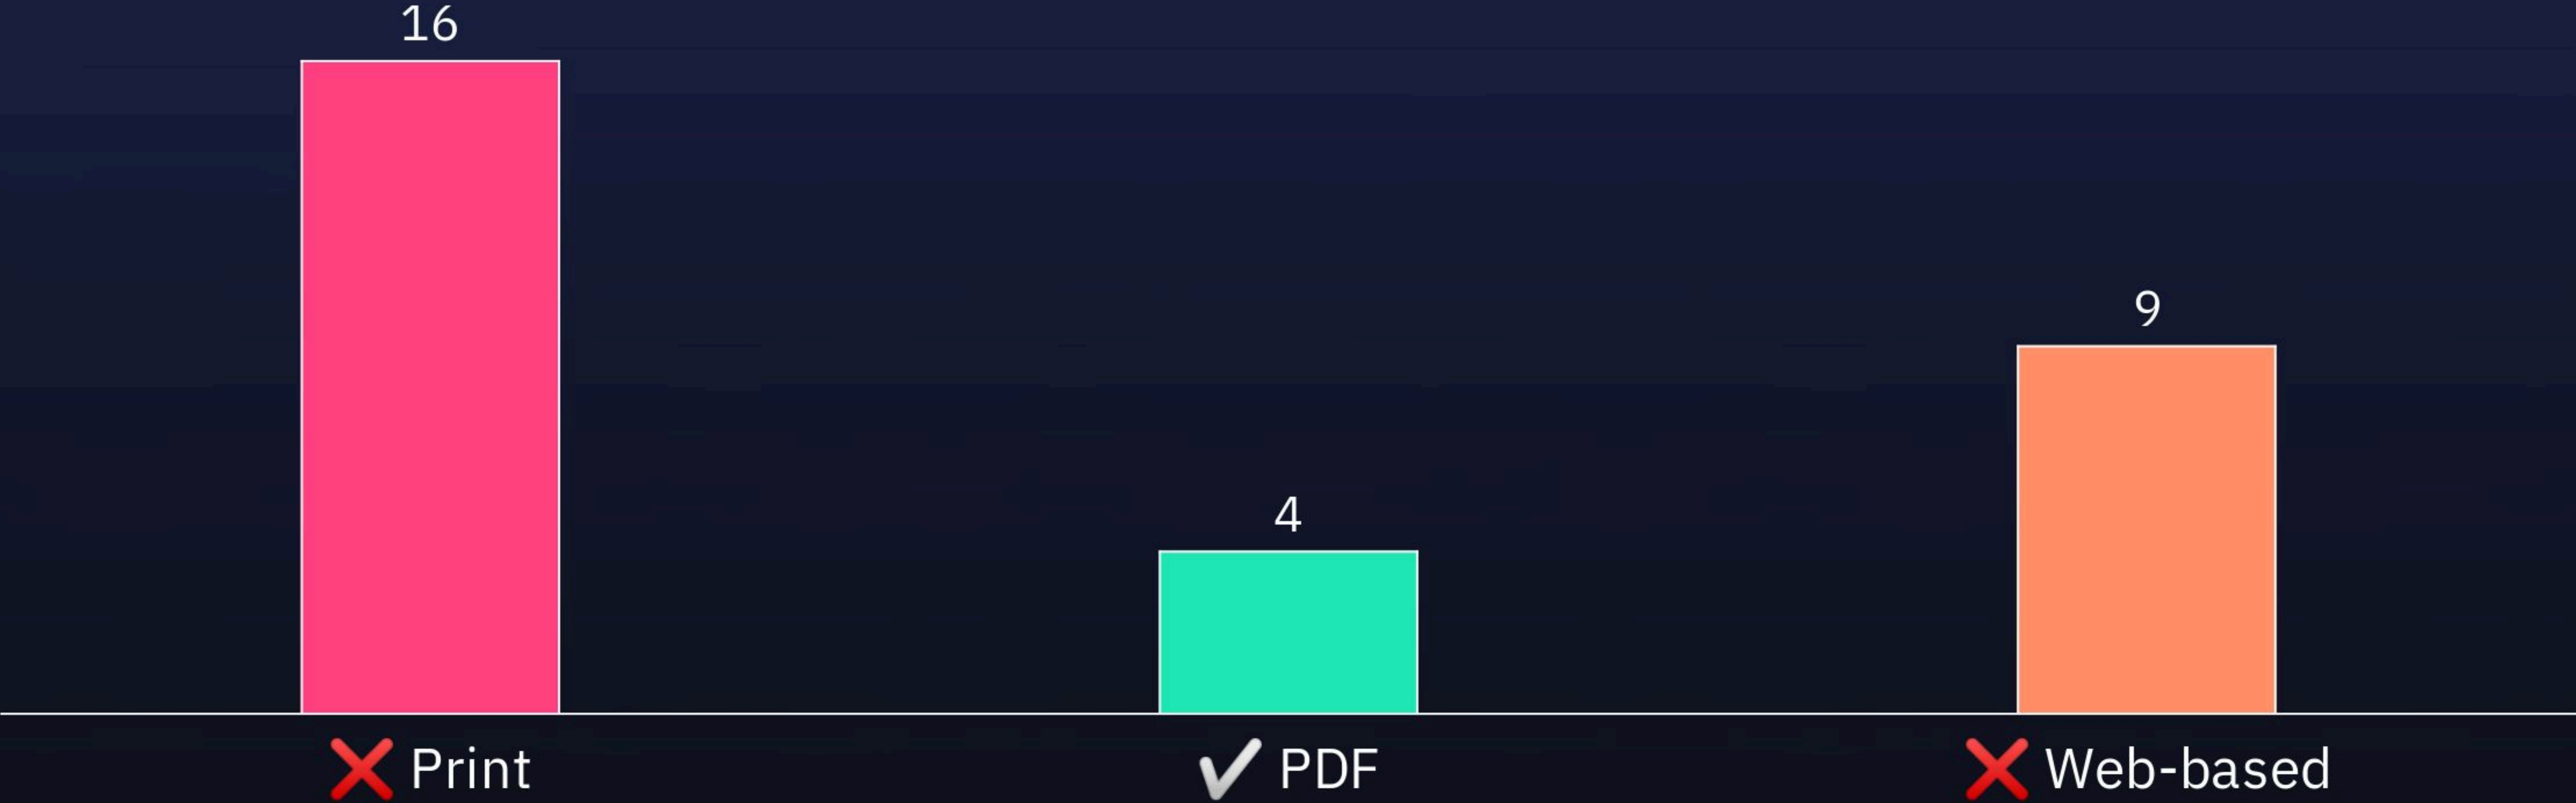 16
4
9
❌ Print
✔ PDF
❌ Web-based